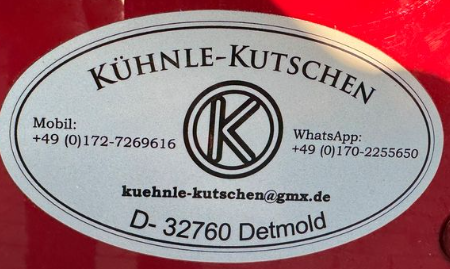 KÜHNLE-KUTSCHEN
K
Mobil:
+49 (0)172-7269616
WhatsApp:
+49 (0)170-2255650
kuehnle-kutschen@gmx.de
D- 32760 Detmold